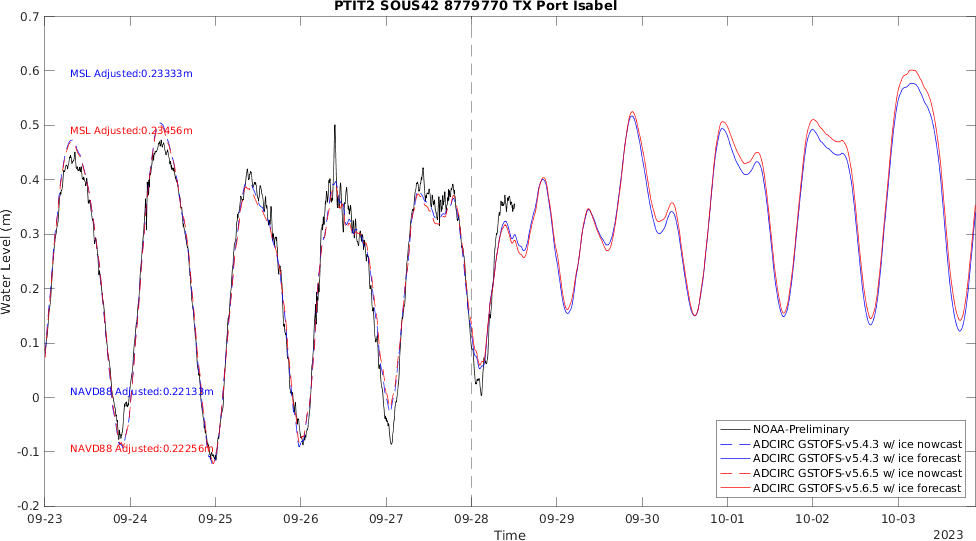 PTIT2 SOUS42 8779770 TX Port Isabel
0.7
0.6
0.5
0.4
0.3
0.2
0.1
0
-0.1
-0.2
Water Level (m)
MSL Adjusted:0.23333m
MSL Adjusted:0.23456m
NAVD88 Adjusted:0.22133m
NAVD88 Adjusted:0.22256m
NOAA-Preliminary
ADCIRC GSTOFS-v5.4.3 w/ ice nowcast
ADCIRC GSTOFS-v5.4.3 w/ ice forecast
ADCIRC GSTOFS-v5.6.5 w/ ice nowcast
ADCIRC GSTOFS-v5.6.5 w/ ice forecast
09-23 09-24 09-25 09-26 09-27 09-28 09-29 09-30 10-01 10-02 10-03
Time
2023